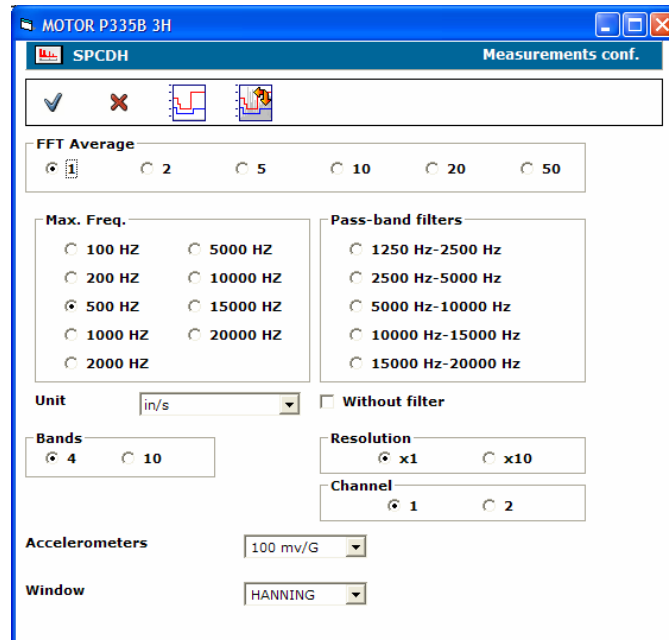 MOTOR P335B 3H
SPCDH Measurements conf.
FFT Average
1 2 5 10 20 50
Max. Freq.
100 HZ 5000 HZ
200 HZ 10000 HZ
500 HZ 15000 HZ
1000 HZ 20000 HZ
2000 HZ
Pass-band filters
1250 Hz-2500 Hz
2500 Hz-5000 Hz
5000 Hz-10000 Hz
10000 Hz-15000 Hz
15000 Hz-20000 Hz
Unit in/s
Without filter
Bands
4 10
Resolution
x1 x10
Channel
1 2
Accelerometers 100 mv/G
Window HANNING